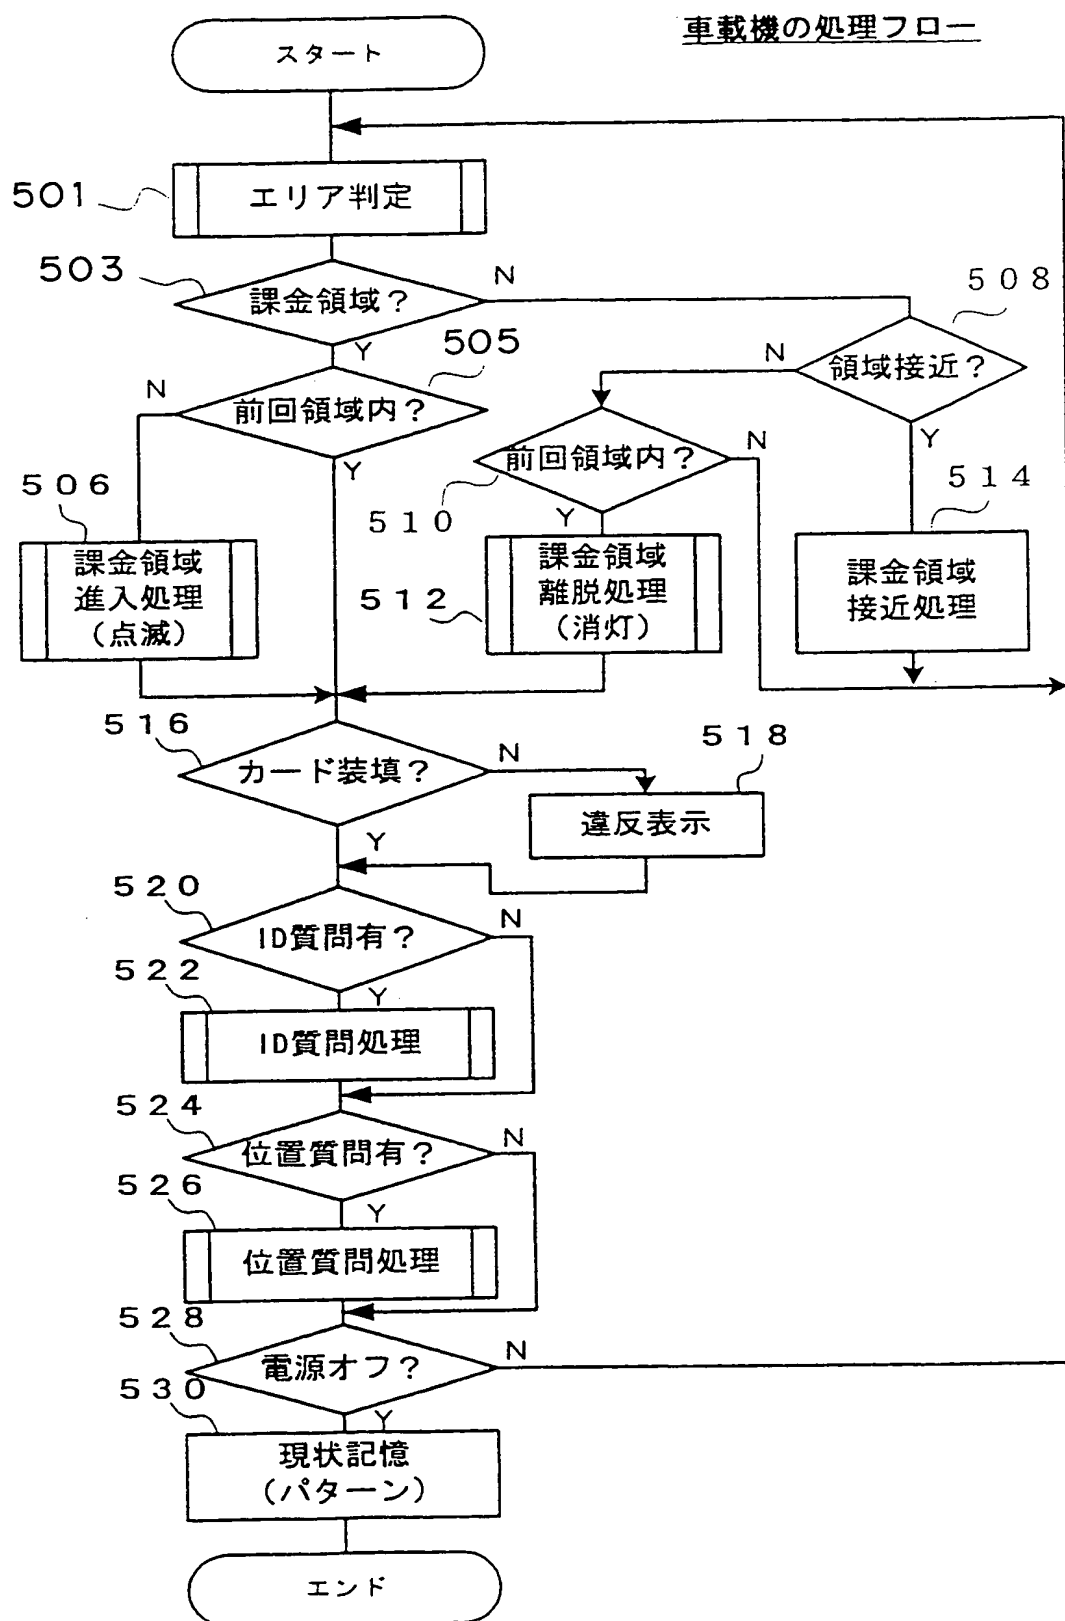 車載機の処理フロー
スタート
501
エリア判定
503
課金領域？
N
Y
508
領域接近？
N
Y
505
前回領域内？
N
Y
510
前回領域内？
N
Y
506
課金領域
進入処理
（点滅）
512
課金領域
離脱処理
（消灯）
514
課金領域
接近処理
516
カード装填？
N
Y
518
違反表示
520
ID質問有？
N
Y
522
ID質問処理
524
位置質問有？
N
Y
526
位置質問処理
528
電源オフ？
N
Y
530
現状記憶
（パターン）
エンド